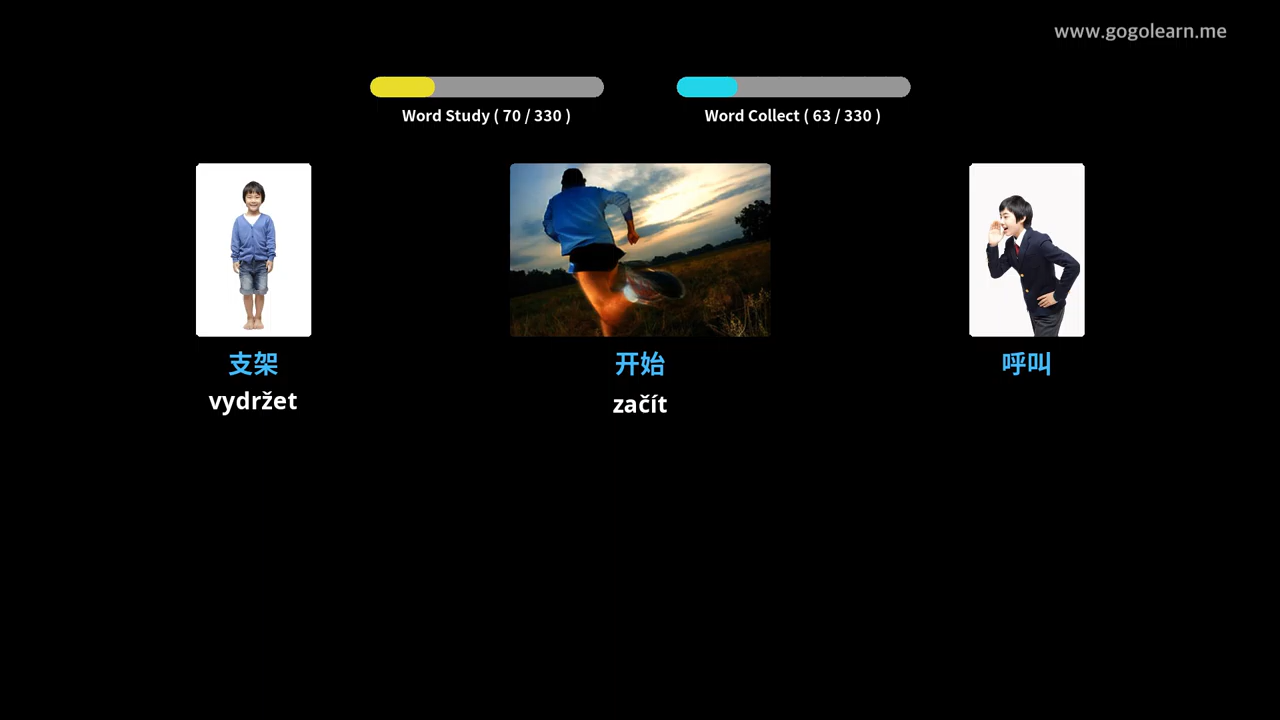 www.gogolearn.me
Word Study ( 70 / 330 )
Word Collect ( 63 / 330 )
支架
开始
呼叫
vydržet
začít